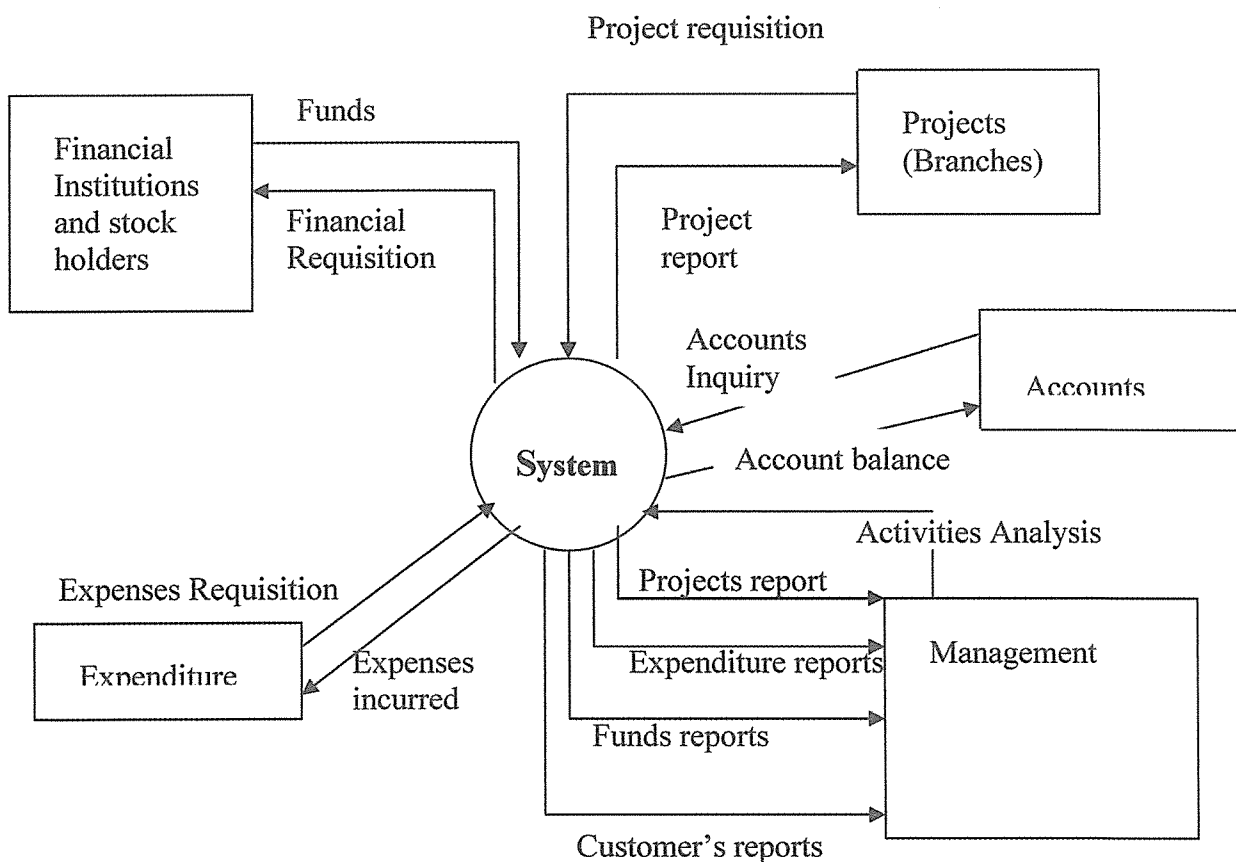 Project requisition
Funds
Financial
Institutions
and stock
holders
Projects
(Branches)
Financial
Requisition
Project
report
Accounts
Inquiry
Accounts
System
Account balance
Activities Analysis
Expenses Requisition
Projects report
Expenditure
Expenses
incurred
Expenditure reports
Management
Funds reports
Customer's reports